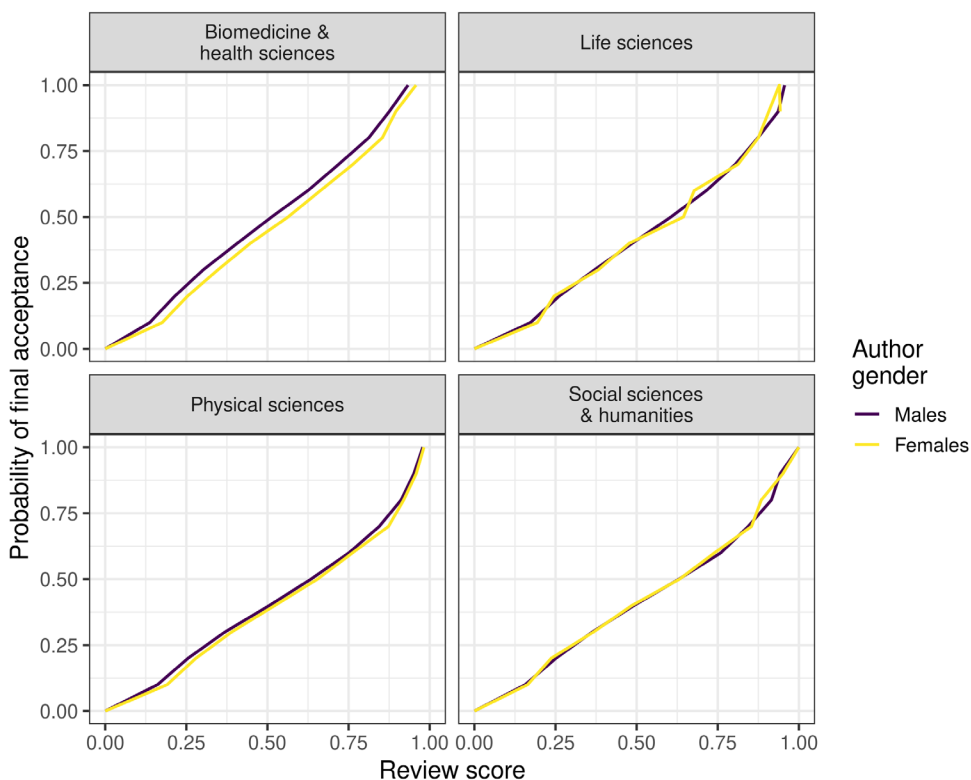 Biomedicine &
health sciences
Life sciences
1.00
0.75
0.50
0.25
0.00
Physical sciences
Social sciences
& humanities
1.00
0.75
0.50
0.25
0.00
0.00 0.25 0.50 0.75 1.00
0.00 0.25 0.50 0.75 1.00
Review score
Probability of final acceptance
Author
gender
Males
Females